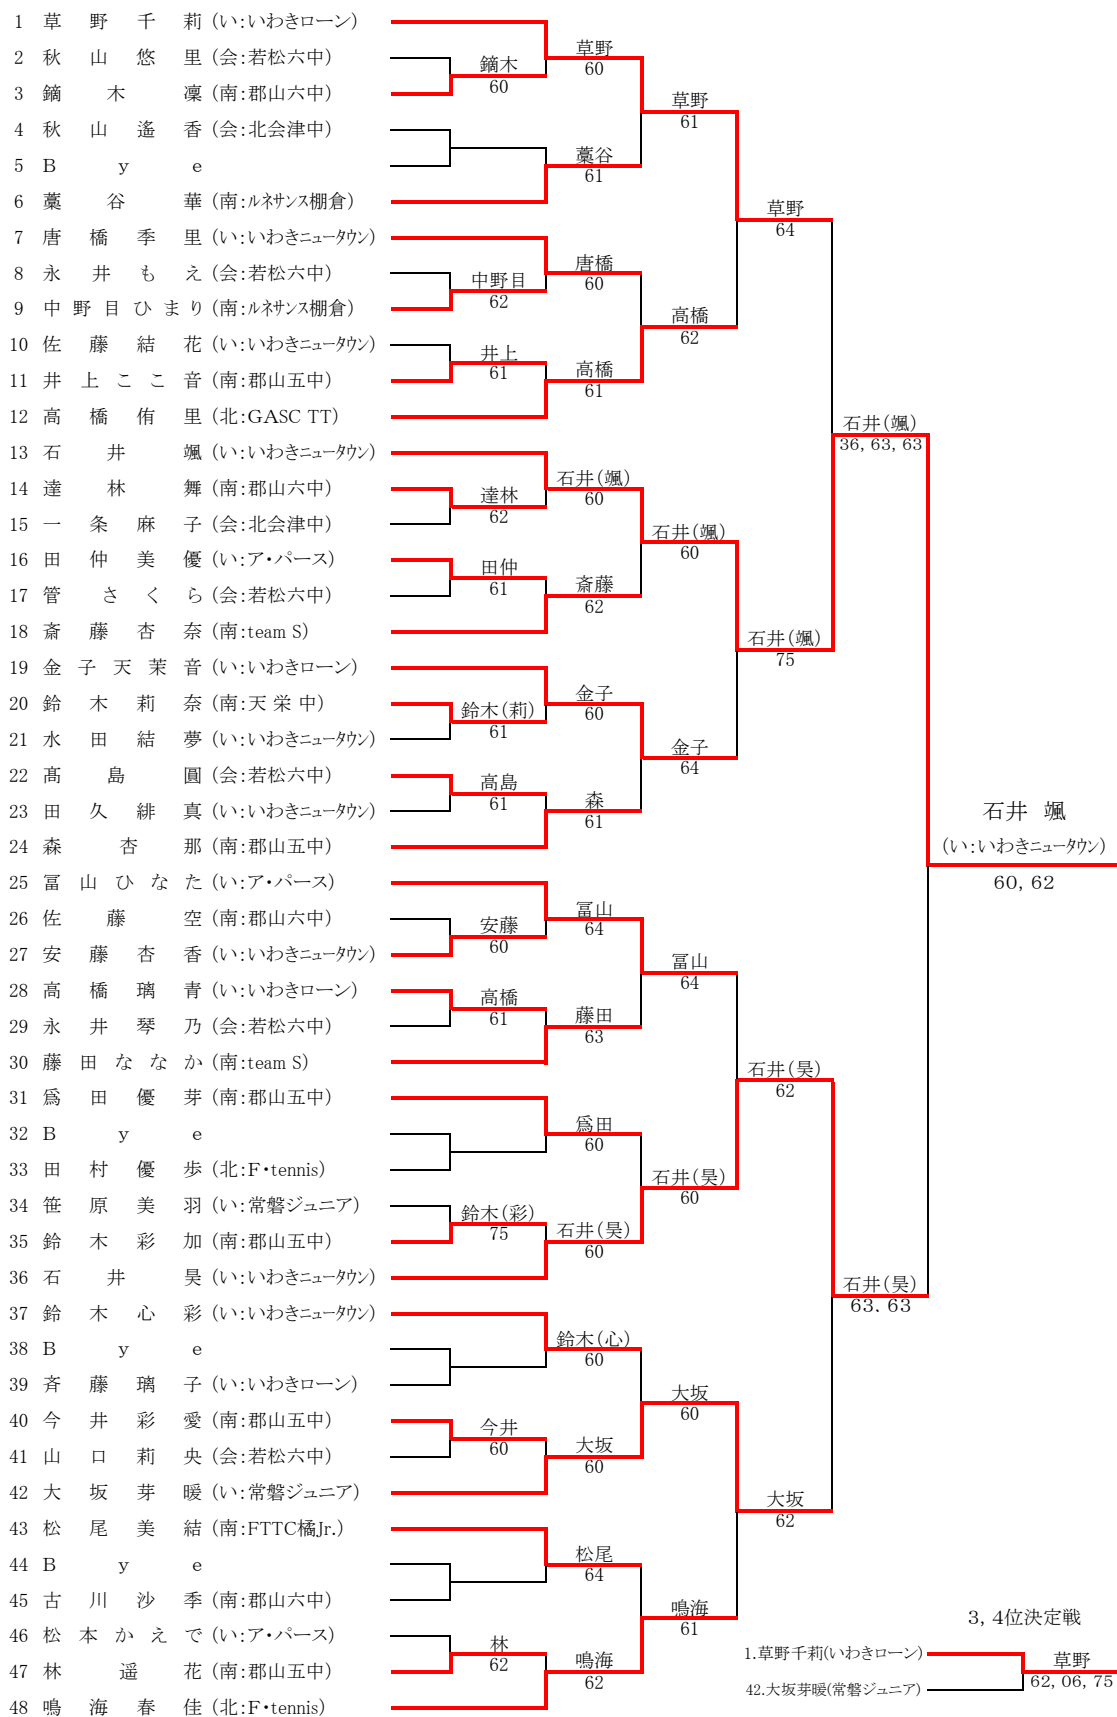 1 草野千莉 (い:いわきローン)
2 秋山悠里 (会:若松六中)
3 鏑木凜 (南:郡山六中)
4 秋山遙香 (会:北会津中)
5 Bye
6 藁谷華 (南:ルネサンス棚倉)
7 唐橋季里 (い:いわきニュータウン)
8 永井もえ (会:若松六中)
9 中野目ひまり (南:ルネサンス棚倉)
10 佐藤結花 (い:いわきニュータウン)
11 井上ここ音 (南:郡山五中)
12 高橋侑里 (北:GASC TT)
13 石井颯 (い:いわきニュータウン)
14 達林舞 (南:郡山六中)
15 一条麻子 (会:北会津中)
16 田仲美優 (い:ア・パース)
17 管さくら (会:若松六中)
18 斎藤杏奈 (南:team S)
19 金子天茉音 (い:いわきローン)
20 鈴木莉奈 (南:天栄中)
21 水田結夢 (い:いわきニュータウン)
22 髙島圓 (会:若松六中)
23 田久緋真 (い:いわきニュータウン)
24 森杏那 (南:郡山五中)
25 冨山ひなた (い:ア・パース)
26 佐藤空 (南:郡山六中)
27 安藤杏香 (い:いわきニュータウン)
28 高橋璃青 (い:いわきローン)
29 永井琴乃 (会:若松六中)
30 藤田ななか (南:team S)
31 爲田優芽 (南:郡山五中)
32 Bye
33 田村優歩 (北:F・tennis)
34 笹原美羽 (い:常磐ジュニア)
35 鈴木彩加 (南:郡山五中)
36 石井昊 (い:いわきニュータウン)
37 鈴木心彩 (い:いわきニュータウン)
38 Bye
39 斉藤璃子 (い:いわきローン)
40 今井彩愛 (南:郡山五中)
41 山口莉央 (会:若松六中)
42 大坂芽暖 (い:常磐ジュニア)
43 松尾美結 (南:FTTC橘Jr.)
44 Bye
45 古川沙季 (南:郡山六中)
46 松本かえで (い:ア・パース)
47 林遥花 (南:郡山五中)
48 鳴海春佳 (北:F・tennis)
鏑木
60
中野目
62
井上
61
達林
62
田仲
61
鈴木(莉)
61
高島
61
安藤
60
高橋
61
鈴木(彩)
75
今井
60
林
62
草野
60
藁谷
61
唐橋
60
高橋
61
石井(颯)
60
斎藤
62
金子
60
森
61
冨山
64
藤田
63
爲田
60
石井(昊)
60
鈴木(心)
60
大坂
60
松尾
64
鳴海
62
草野
61
高橋
62
石井(颯)
60
金子
64
冨山
64
石井(昊)
60
大坂
60
鳴海
61
草野
64
石井(颯)
75
石井(昊)
62
大坂
62
石井(颯)
36, 63, 63
石井(昊)
63, 63
石井 颯
(い:いわきニュータウン)
60, 62
3, 4位決定戦
1.草野千莉(いわきローン)
42.大坂芽暖(常磐ジュニア)
草野
62, 06, 75